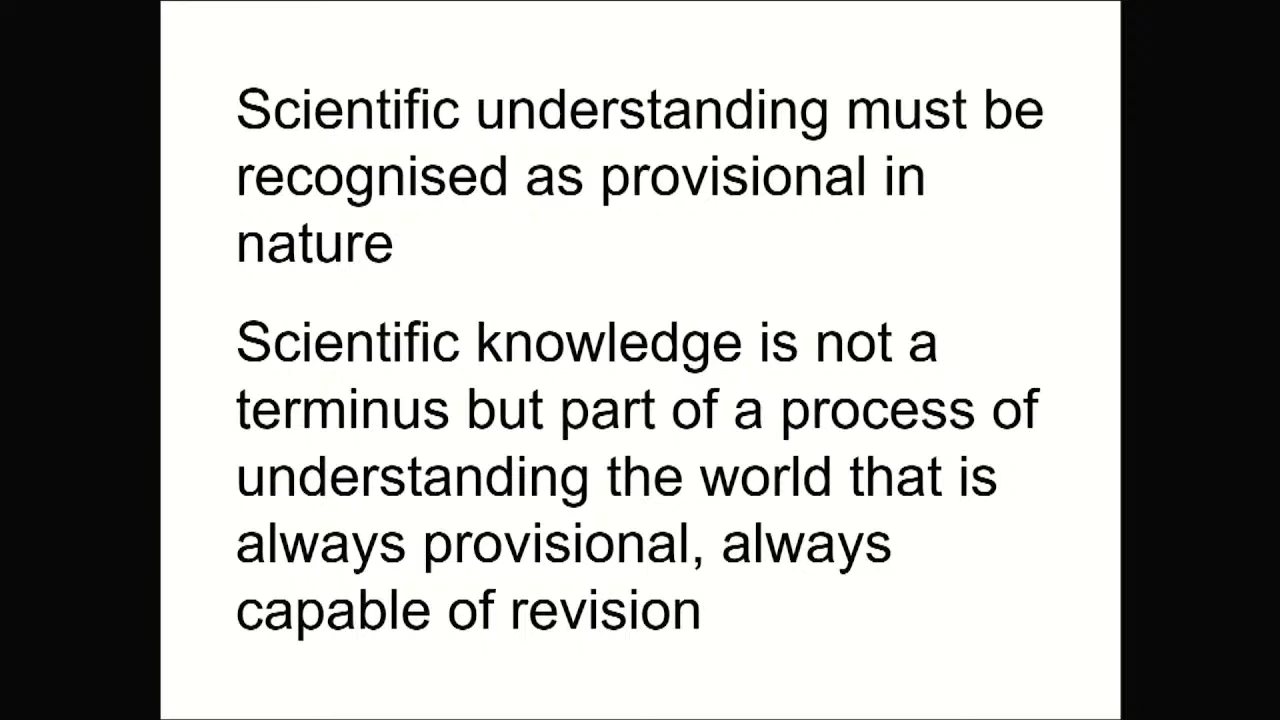 Scientific understanding must be
recognised as provisional in
nature
Scientific knowledge is not a
terminus but part of a process of
understanding the world that is
always provisional, always
capable of revision